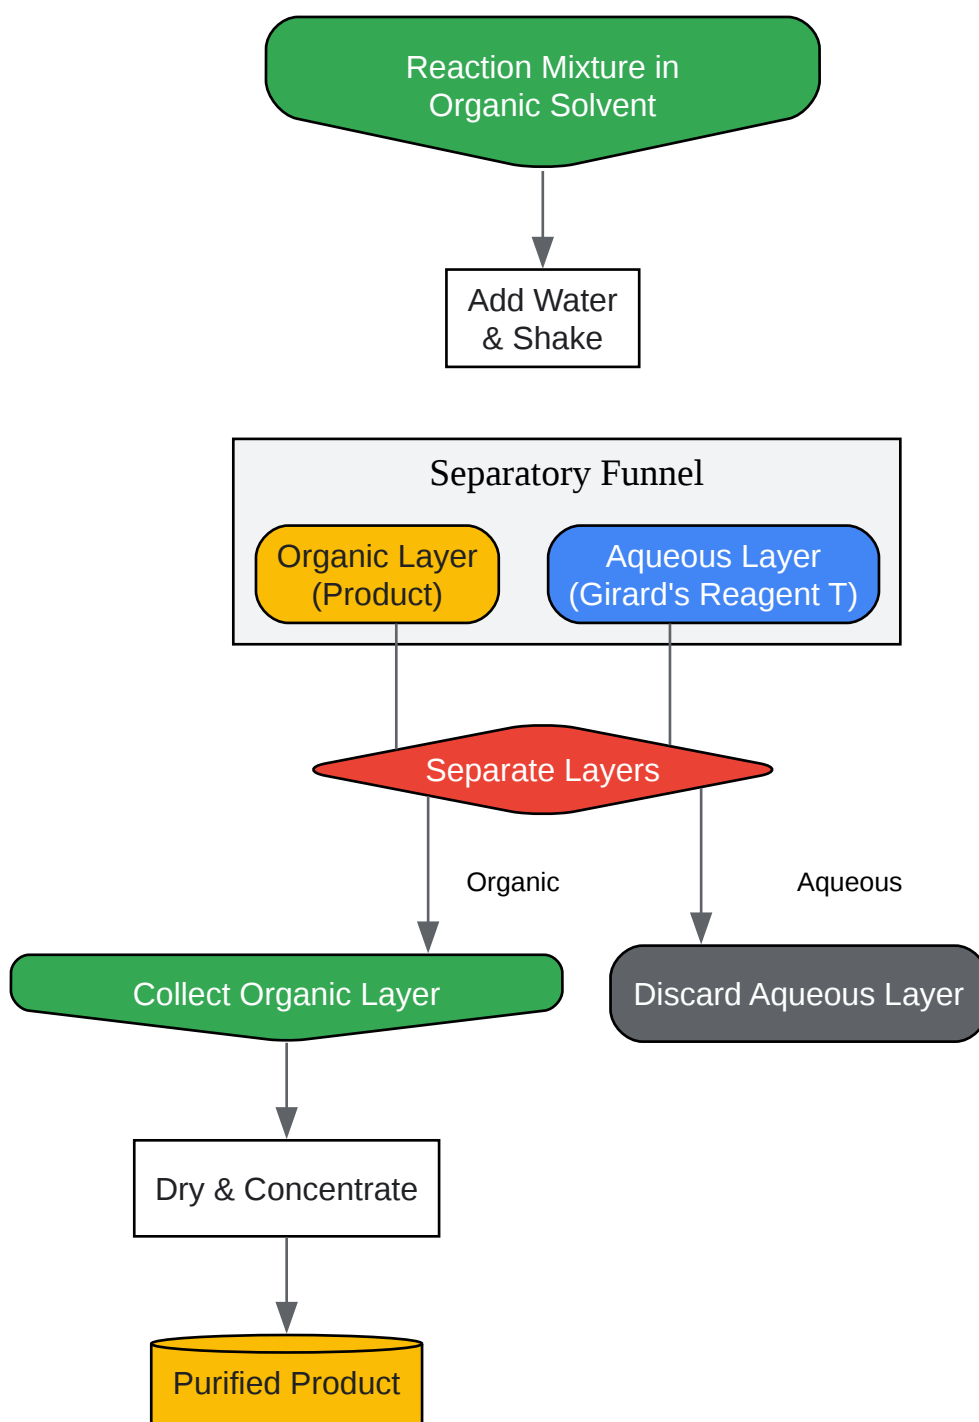 Reaction Mixture in
Organic Solvent
Add Water
& Shake
Separatory Funnel
Organic Layer
(Product)
Aqueous Layer
(Girard's Reagent T)
Separate Layers
Organic
Aqueous
Collect Organic Layer
Discard Aqueous Layer
Dry & Concentrate
Purified Product